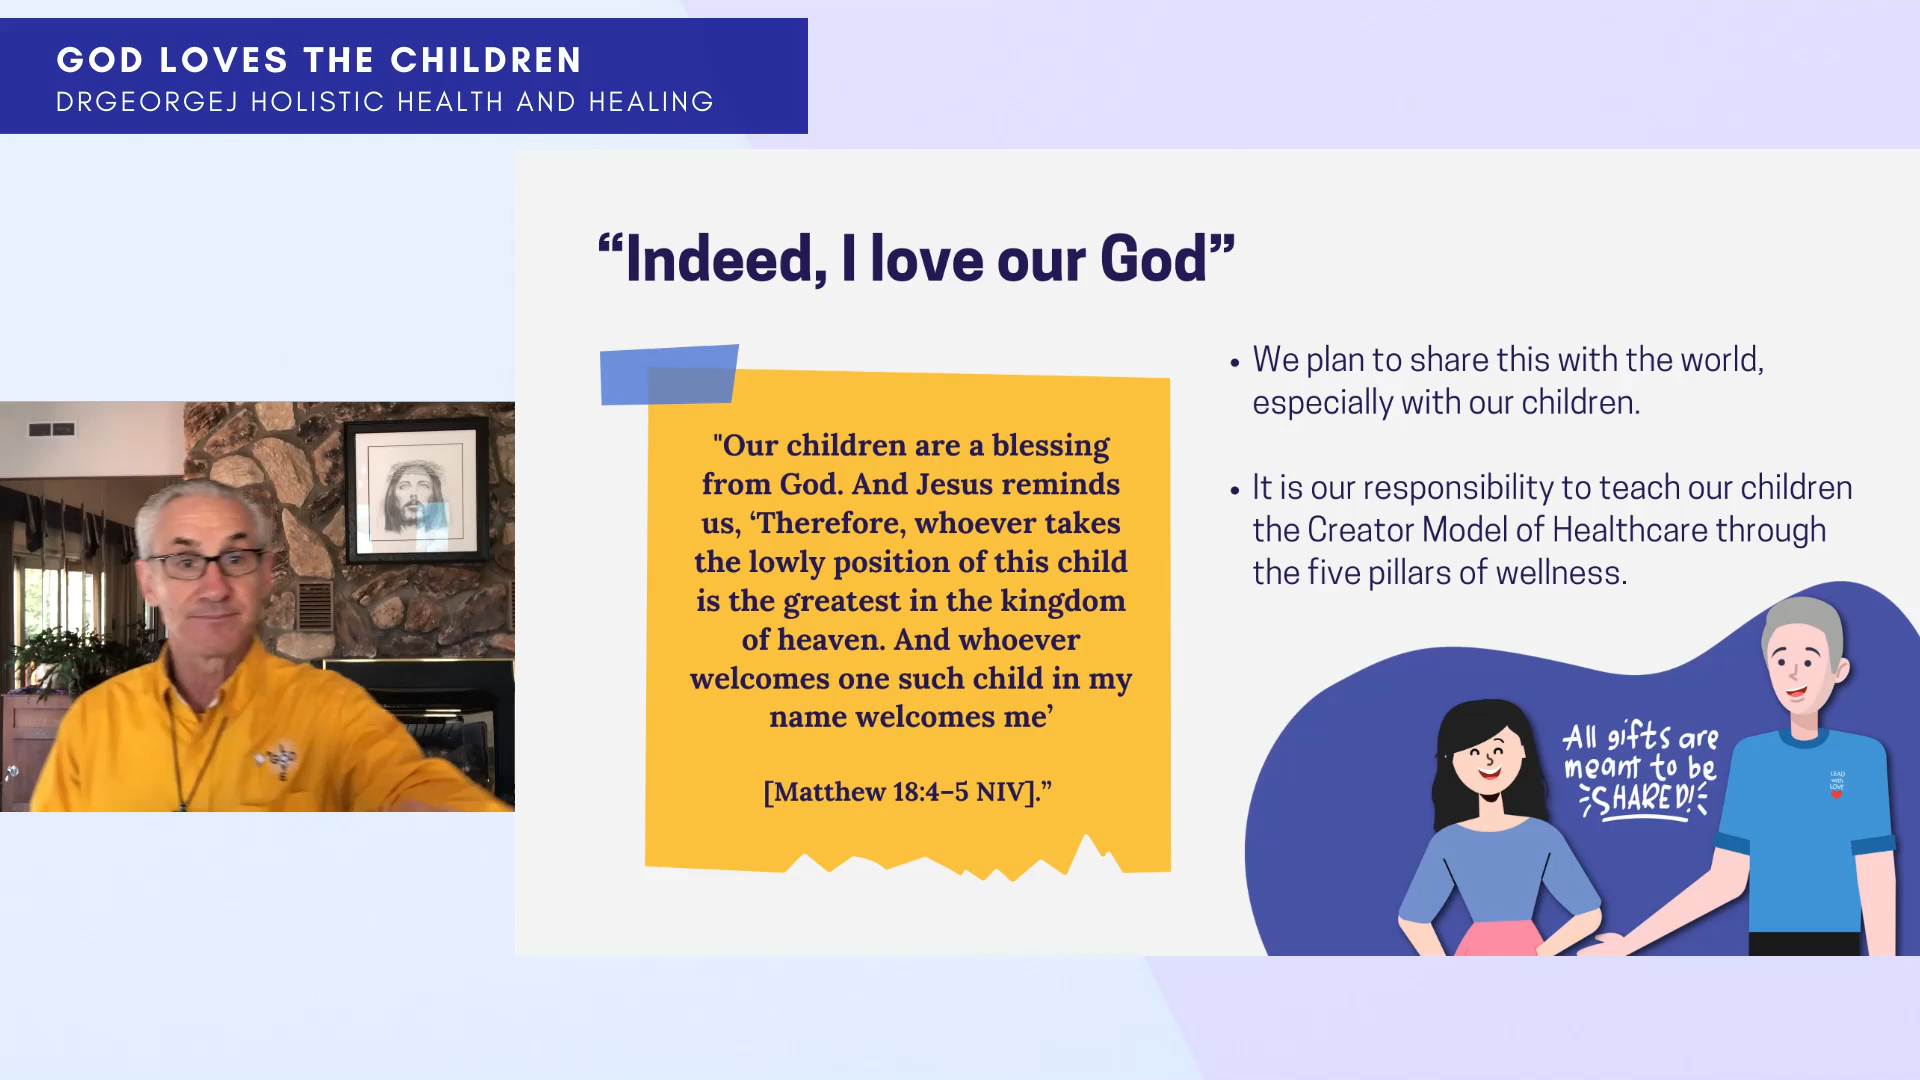 GOD LOVES THE CHILDREN
DRGEORGEJ HOLISTIC HEALTH AND HEALING
“Indeed, I love our God”
"Our children are a blessing
from God. And Jesus reminds
us, ‘Therefore, whoever takes
the lowly position of this child
is the greatest in the kingdom
of heaven. And whoever
welcomes one such child in my
name welcomes me’
[Matthew 18:4–5 NIV].”
• We plan to share this with the world,
especially with our children.
• It is our responsibility to teach our children
the Creator Model of Healthcare through
the five pillars of wellness.
All gifts are
meant to be
SHARED!
LEAD
with
LOVE